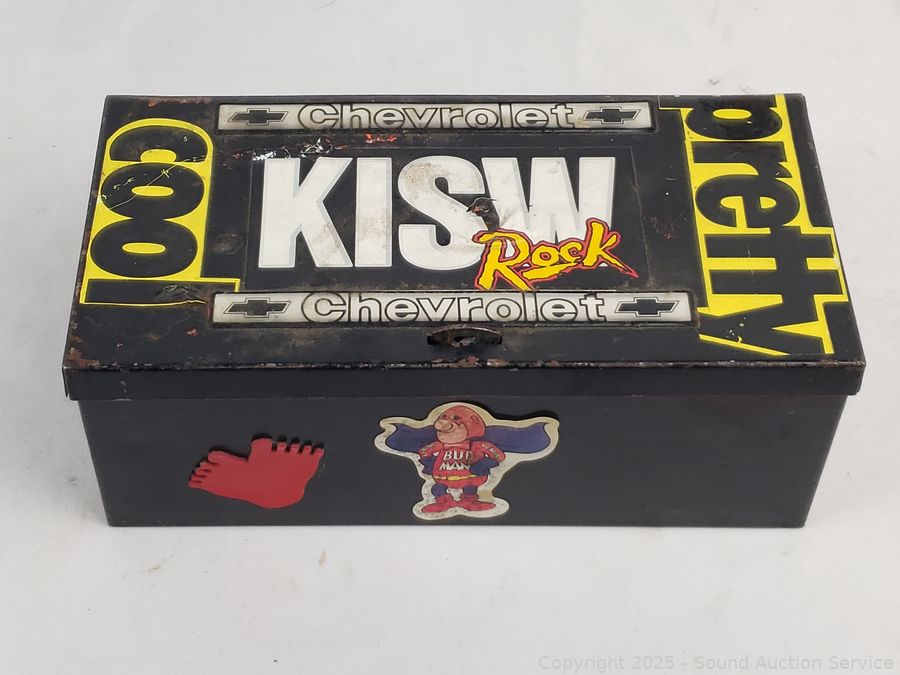 Chevrolet
cool
KISW
Rock
pretty
Chevrolet
BUD
MAN
Copyright © 2025 - Sound Auction Service